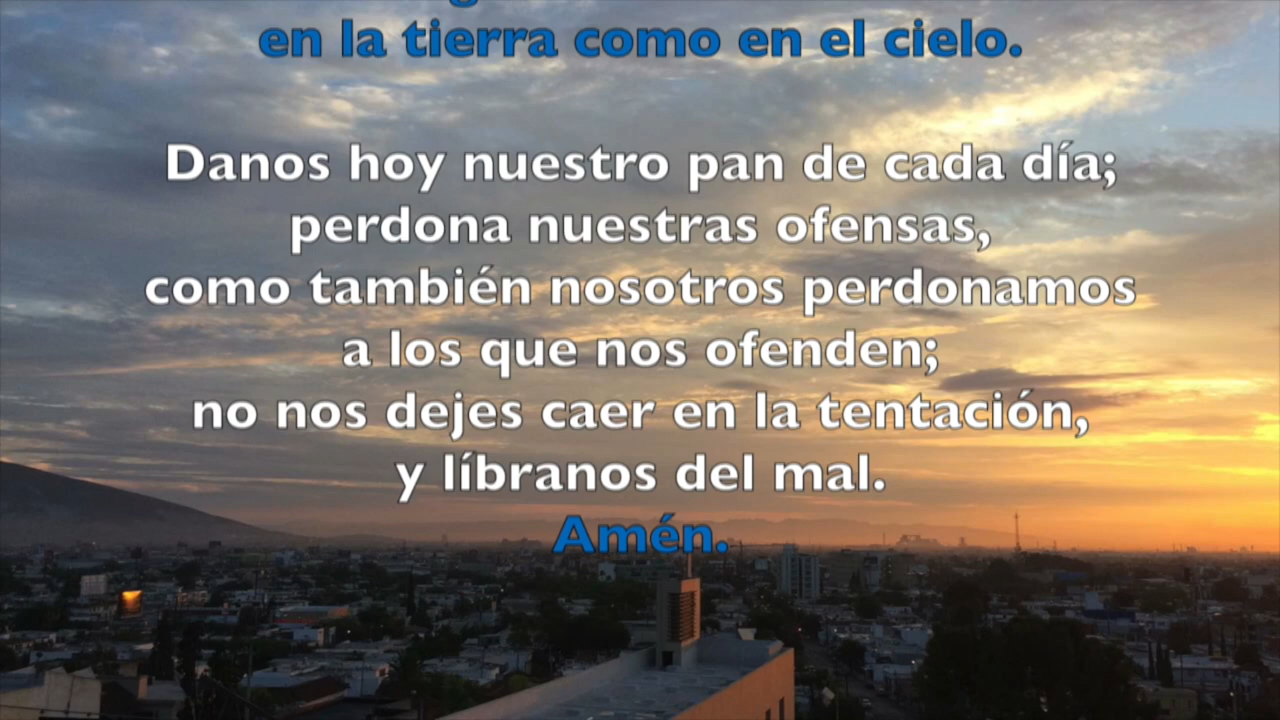 en la tierra como en el cielo.
Danos hoy nuestro pan de cada día;
perdona nuestras ofensas,
como también nosotros perdonamos
a los que nos ofenden;
no nos dejes caer en la tentación,
y líbranos del mal.
Amén.